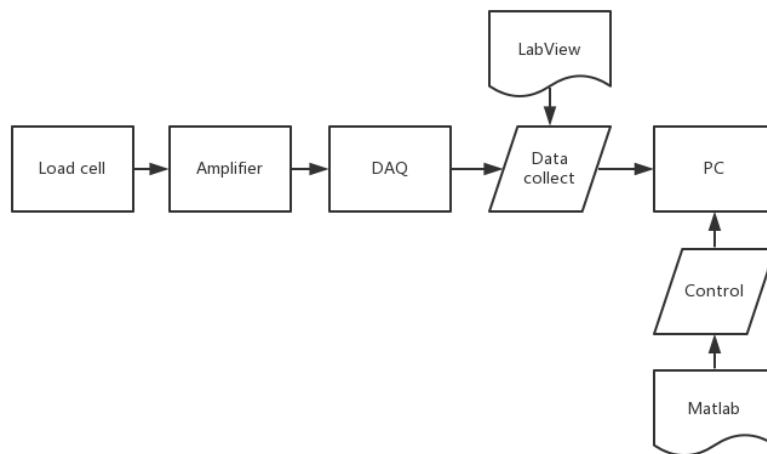 LabView
Load cell
Amplifier
DAQ
Data
collect
PC
Control
Matlab